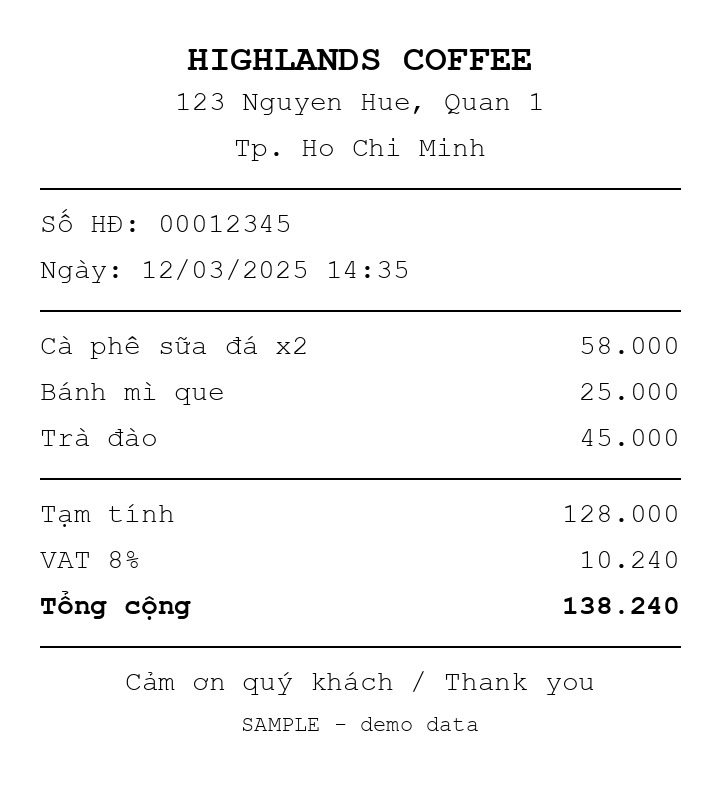 HIGHLANDS COFFEE
123 Nguyen Hue, Quan 1
Tp. Ho Chi Minh
Số HĐ: 00012345
Ngày: 12/03/2025 14:35
Cà phê sữa đá x2 58.000
Bánh mì que 25.000
Trà đào 45.000
Tạm tính 128.000
VAT 8% 10.240
Tổng cộng 138.240
Cảm ơn quý khách / Thank you
SAMPLE - demo data